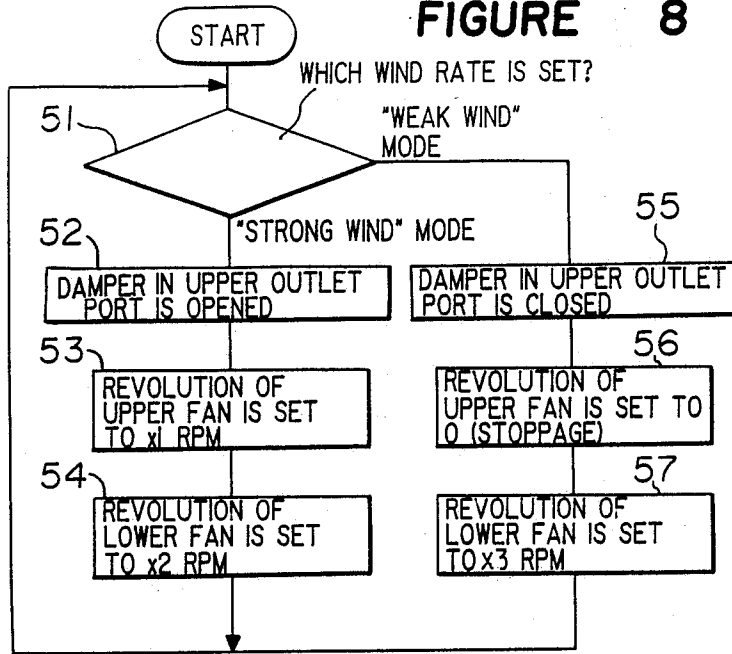 FIGURE 8
START
WHICH WIND RATE IS SET?
51
"WEAK WIND"
MODE
"STRONG WIND" MODE
52
DAMPER IN UPPER OUTLET
PORT IS OPENED
53
REVOLUTION OF
UPPER FAN IS SET
TO x1 RPM
54
REVOLUTION OF
LOWER FAN IS SET
TO x2 RPM
55
DAMPER IN UPPER OUTLET
PORT IS CLOSED
56
REVOLUTION OF
UPPER FAN IS SET TO
0 (STOPPAGE)
57
REVOLUTION OF
LOWER FAN IS SET
TO x3 RPM